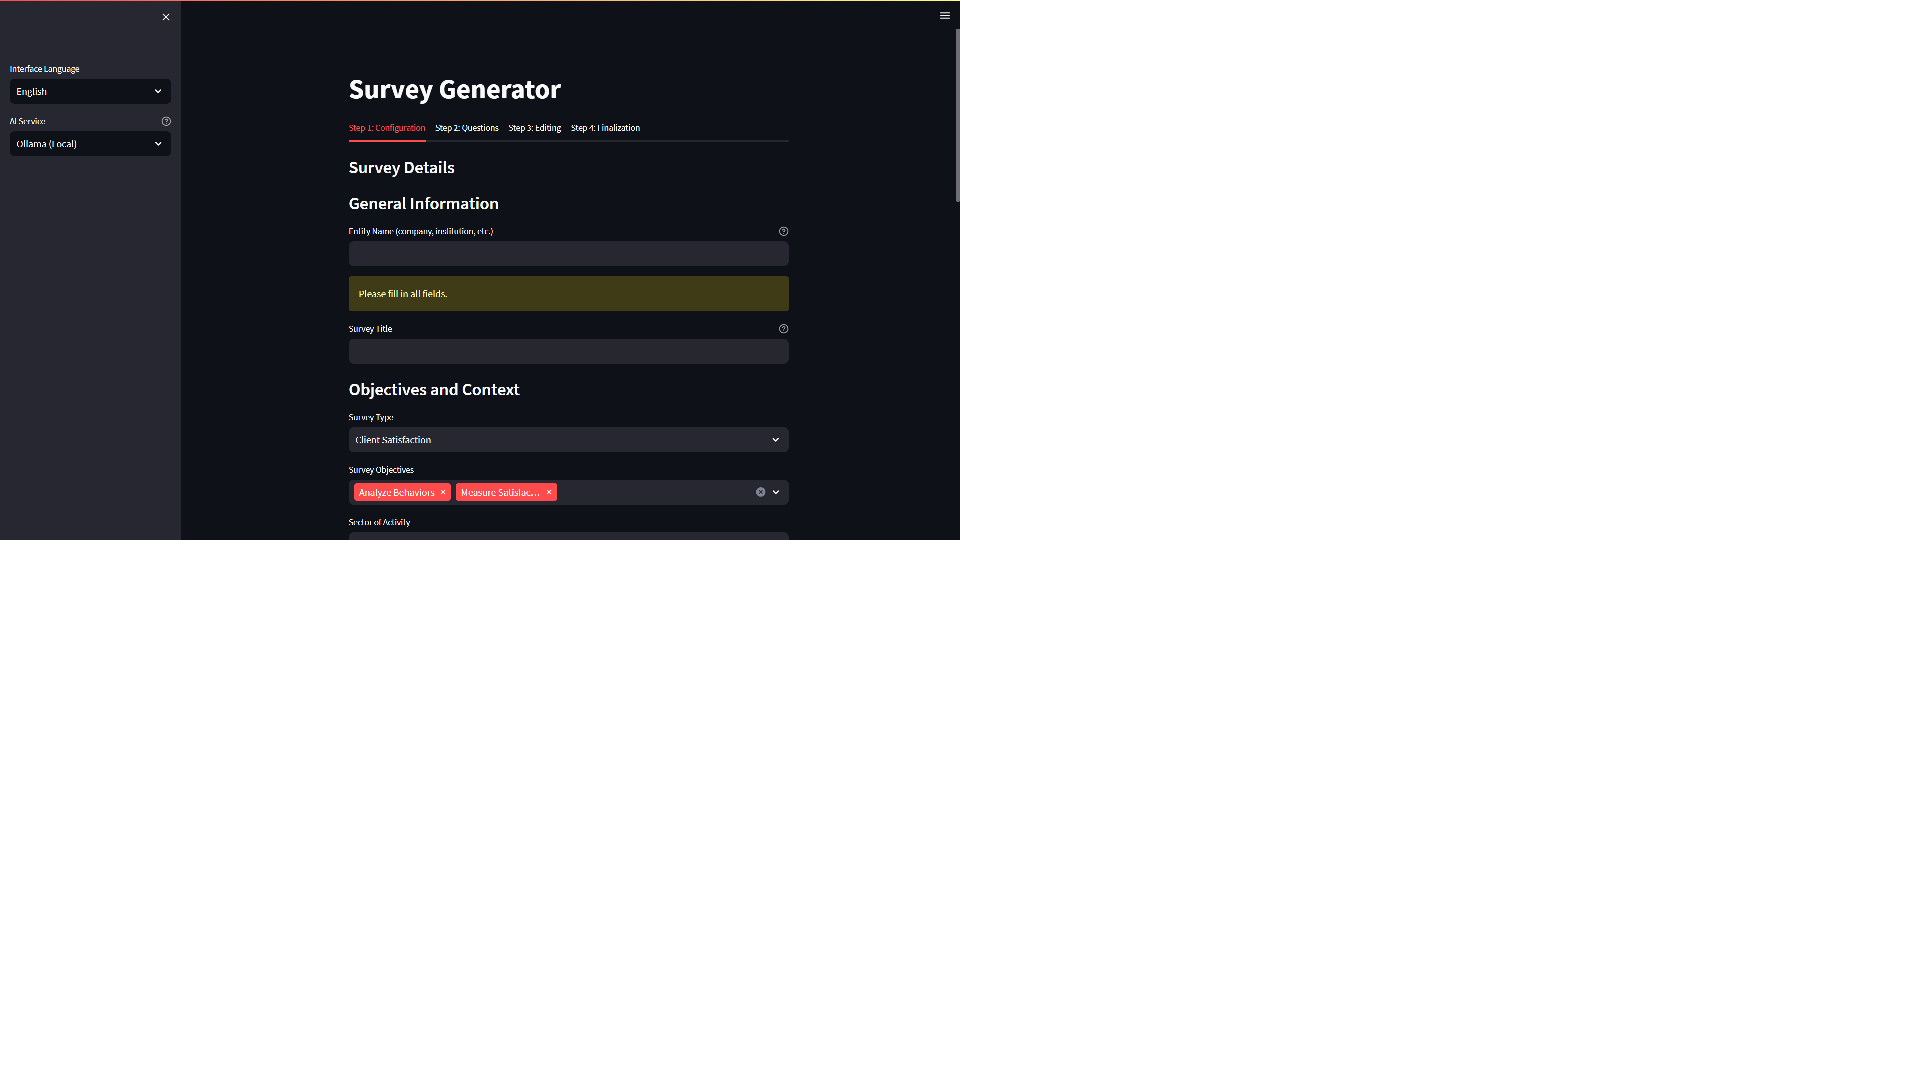 Interface Language
English
AI Service
Ollama (Local)
Survey Generator
Step 1: Configuration
Step 2: Questions
Step 3: Editing
Step 4: Finalization
Survey Details
General Information
Entity Name (company, institution, etc.)
Please fill in all fields.
Survey Title
Objectives and Context
Survey Type
Client Satisfaction
Survey Objectives
Analyze Behaviors
Measure Satisfac...
Sector of Activity